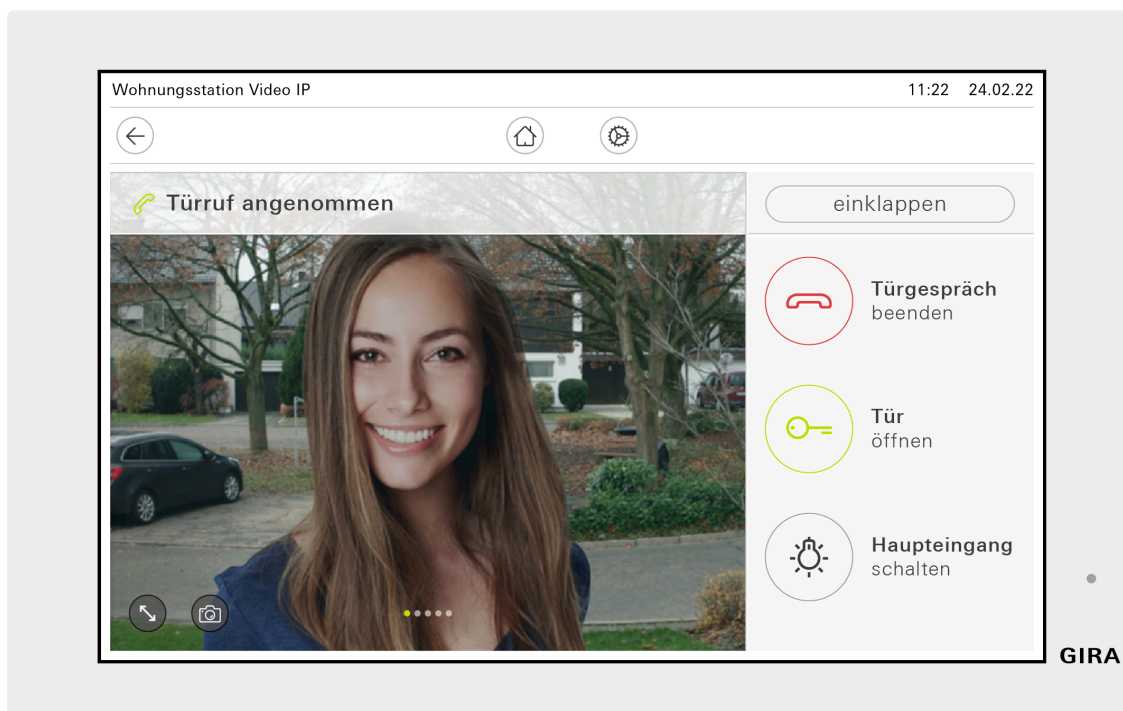 Wohnungsstation Video IP
11:22 24.02.22
Türruf angenommen
einklappen
Türgespräch
beenden
Tür
öffnen
Haupteingang
schalten
GIRA